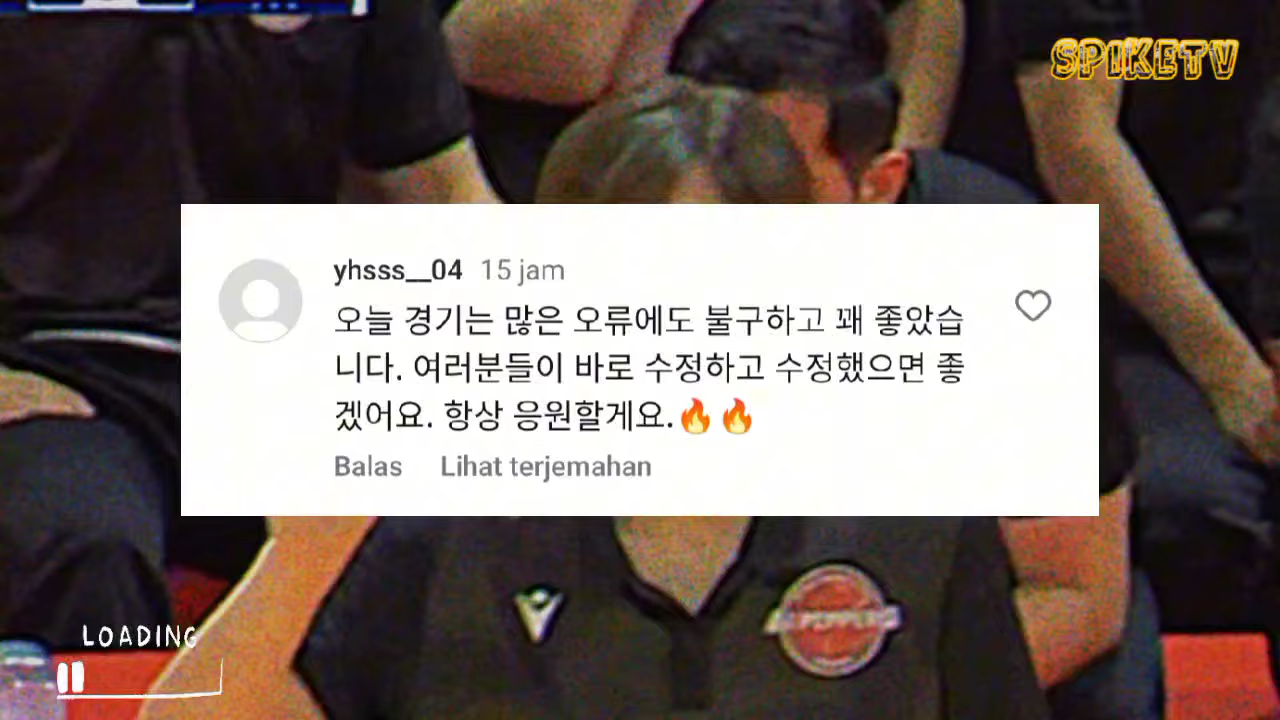 SPIKETV
yhsss__04 15 jam
오늘 경기는 많은 오류에도 불구하고 꽤 좋았습
니다. 여러분들이 바로 수정하고 수정했으면 좋
겠어요. 항상 응원할게요.🔥🔥
Balas Lihat terjemahan
LOADING